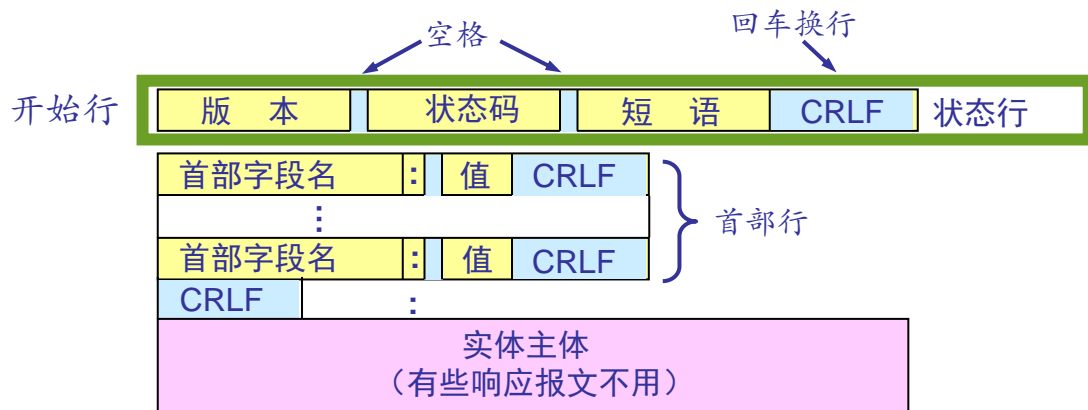 空格 回车换行
开始行 版 本 状态码 短 语 CRLF 状态行
首部字段名 : 值 CRLF
⋮ 首部行
首部字段名 : 值 CRLF
CRLF :
实体主体
（有些响应报文不用）